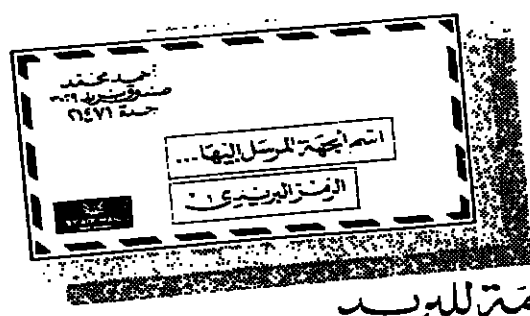 أحمد محمد
صندوق بريد
جدة ٢١٤٧١
اسم الجهة المرسل إليها...
الرمز البريدي
للبريد